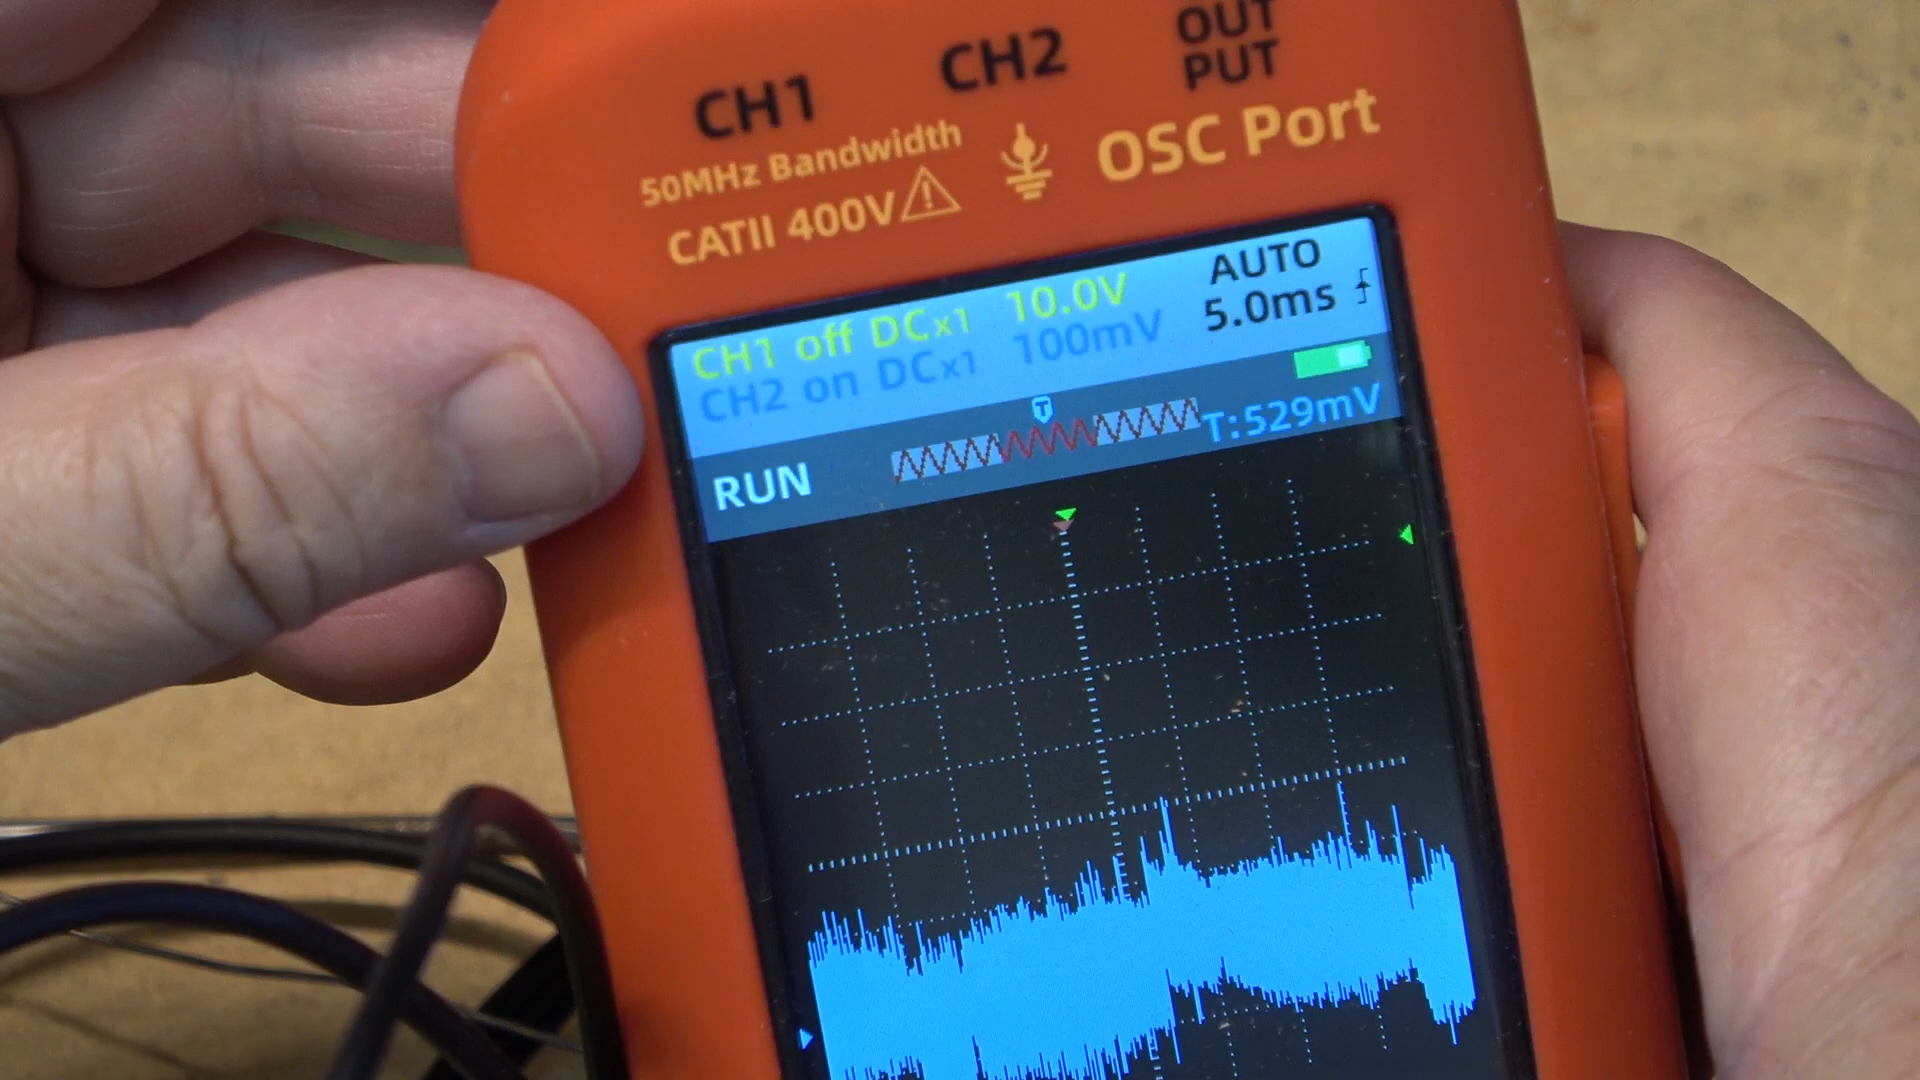 CH1 CH2 OUT
PUT
50MHz Bandwidth
CATII 400V
OSC Port
CH1 off DCx1 10.0V AUTO
CH2 on DCx1 100mV 5.0ms
T
RUN T:529mV